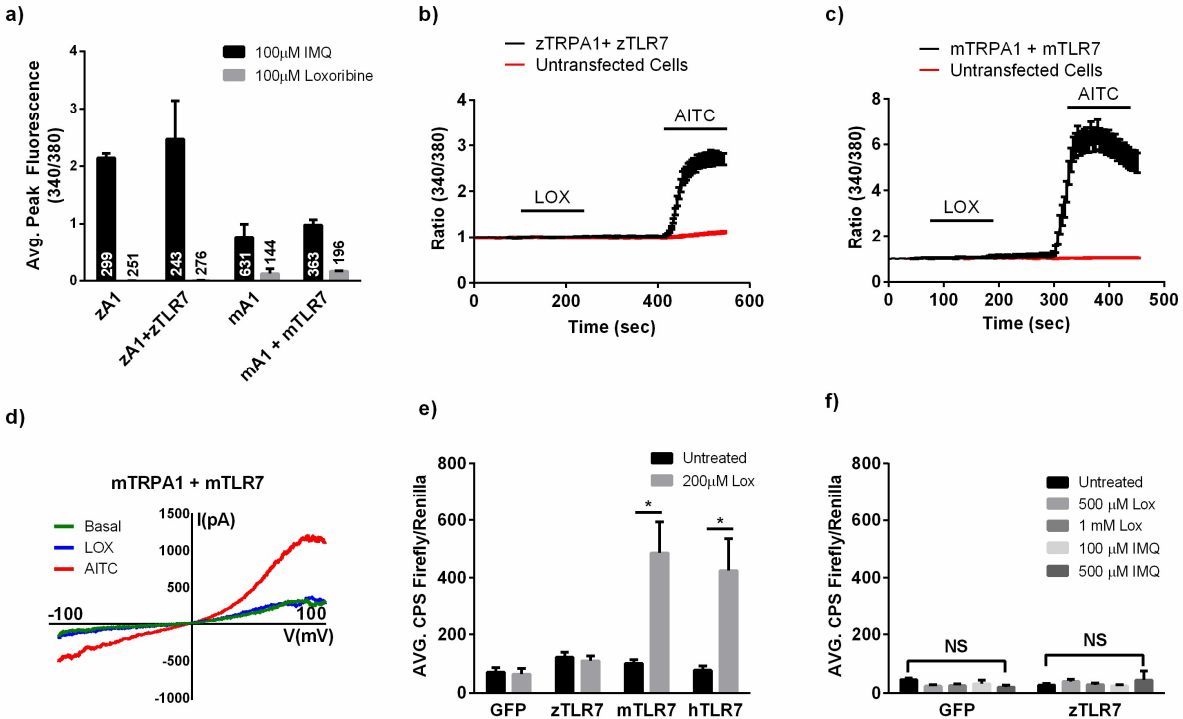 a)
100μM IMQ
100μM Loxoribine
Avg. Peak Fluorescence
(340/380)
4
3
2
1
0
299
251
243
276
631
144
363
196
zA1
zA1+zTLR7
mA1
mA1 + mTLR7
b)
zTRPA1+ zTLR7
Untransfected Cells
Ratio (340/380)
4
3
2
1
0
LOX
AITC
0
200
400
600
Time (sec)
c)
mTRPA1 + mTLR7
Untransfected Cells
Ratio (340/380)
8
6
4
2
0
LOX
AITC
0
100
200
300
400
500
Time (sec)
d)
mTRPA1 + mTLR7
Basal
LOX
AITC
I(pA)
1500
1000
500
-500
-1000
-100
100
V(mV)
e)
Untreated
200μM Lox
AVG. CPS Firefly/Renilla
800
600
400
200
0
*
*
GFP
zTLR7
mTLR7
hTLR7
f)
Untreated
500 μM Lox
1 mM Lox
100 μM IMQ
500 μM IMQ
AVG. CPS Firefly/Renilla
800
600
400
200
0
NS
NS
GFP
zTLR7